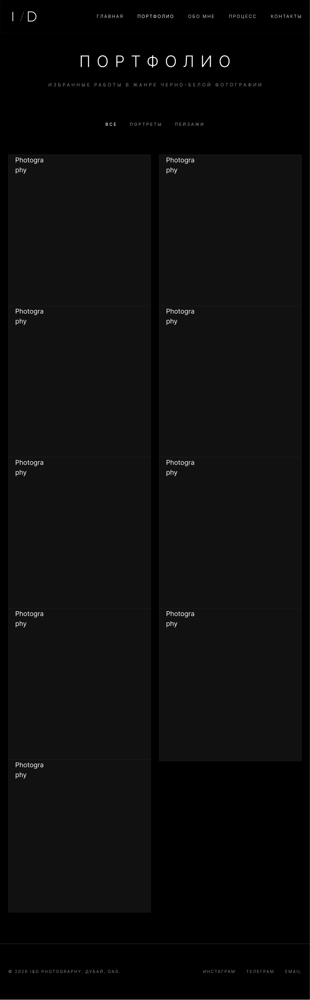 I / D
ГЛАВНАЯ ПОРТФОЛИО ОБО МНЕ ПРОЦЕСС КОНТАКТЫ
ПОРТФОЛИО
ИЗБРАННЫЕ РАБОТЫ В ЖАНРЕ ЧЕРНО-БЕЛОЙ ФОТОГРАФИИ
ВСЕ ПОРТРЕТЫ ПЕЙЗАЖИ
Photogra
phy
Photogra
phy
Photogra
phy
Photogra
phy
Photogra
phy
Photogra
phy
Photogra
phy
Photogra
phy
Photogra
phy
© 2026 I&D PHOTOGRAPHY. ДУБАЙ, ОАЭ.
ИНСТАГРАМ ТЕЛЕГРАМ EMAIL